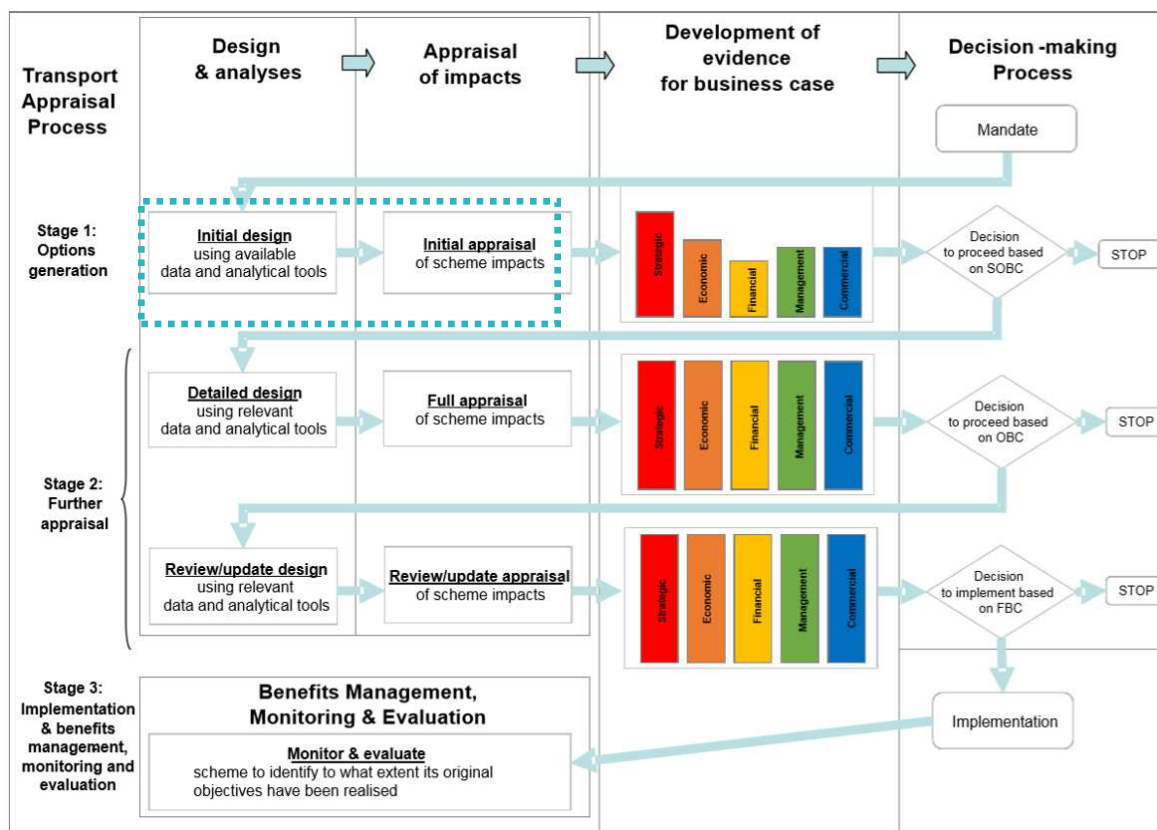 Transport
Appraisal
Process
Design
& analyses
Appraisal
of impacts
Development of
evidence
for business case
Decision -making
Process
Mandate
Stage 1:
Options
generation
Initial design
using available
data and analytical tools
Initial appraisal
of scheme impacts
Strategic
Economic
Financial
Management
Commercial
Decision
to proceed based
on SOBC
STOP
Stage 2:
Further
appraisal
Detailed design
using relevant
data and analytical tools
Full appraisal
of scheme impacts
Strategic
Economic
Financial
Management
Commercial
Decision
to proceed based
on OBC
STOP
Review/update design
using relevant
data and analytical tools
Review/update appraisal
of scheme impacts
Strategic
Economic
Financial
Management
Commercial
Decision
to implement based
on FBC
STOP
Stage 3:
Implementation
& benefits
management,
monitoring and
evaluation
Benefits Management,
Monitoring & Evaluation
Monitor & evaluate
scheme to identify to what extent its original
objectives have been realised
Implementation